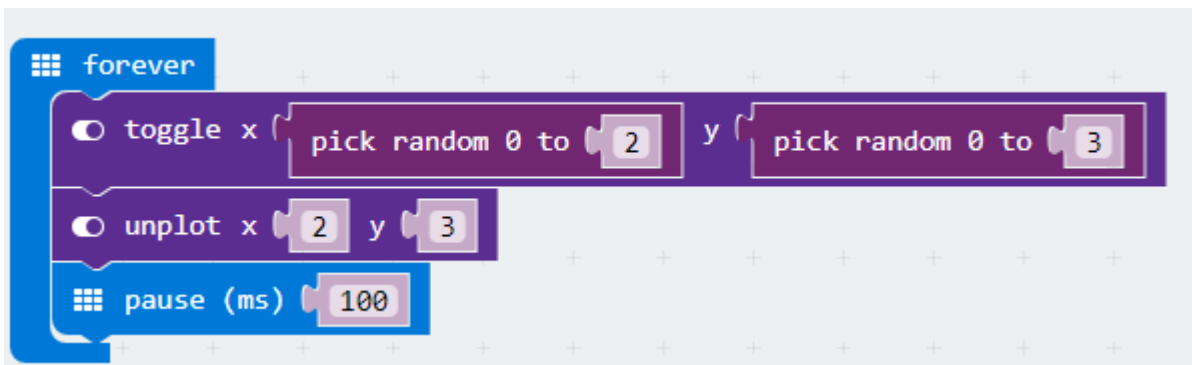 forever
toggle x pick random 0 to 2 y pick random 0 to 3
unplot x 2 y 3
pause (ms) 100